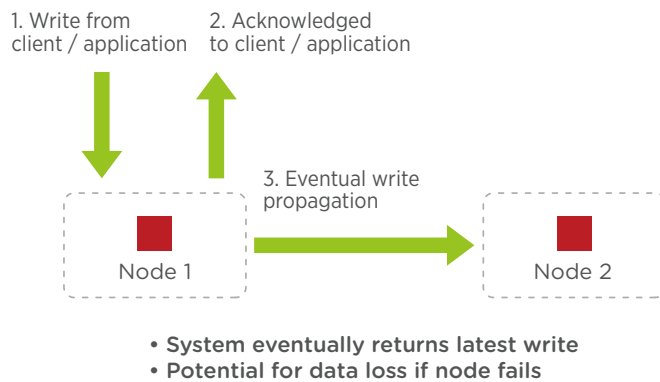 1. Write from
client / application
2. Acknowledged
to client / application
3. Eventual write
propagation
Node 1
Node 2
• System eventually returns latest write
• Potential for data loss if node fails